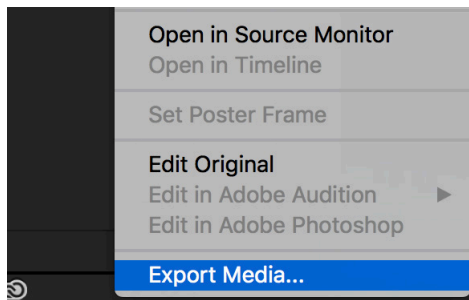 Open in Source Monitor
Open in Timeline
Set Poster Frame
Edit Original
Edit in Adobe Audition
Edit in Adobe Photoshop
Export Media...